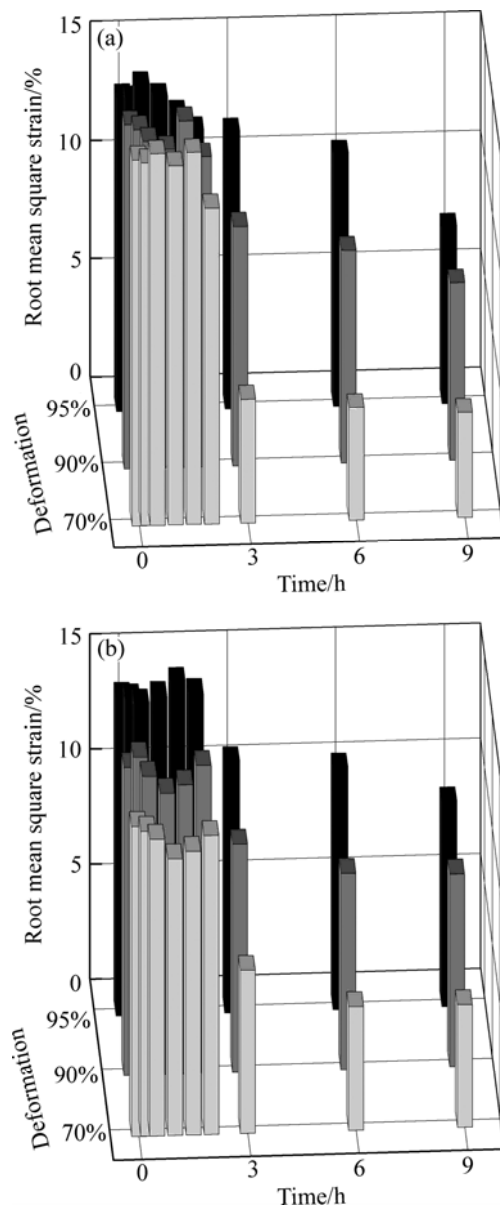 (a)
Root mean square strain/%
15
10
5
0
Deformation
95%
90%
70%
0 3 6 9
Time/h
(b)
Root mean square strain/%
15
10
5
0
Deformation
95%
90%
70%
0 3 6 9
Time/h